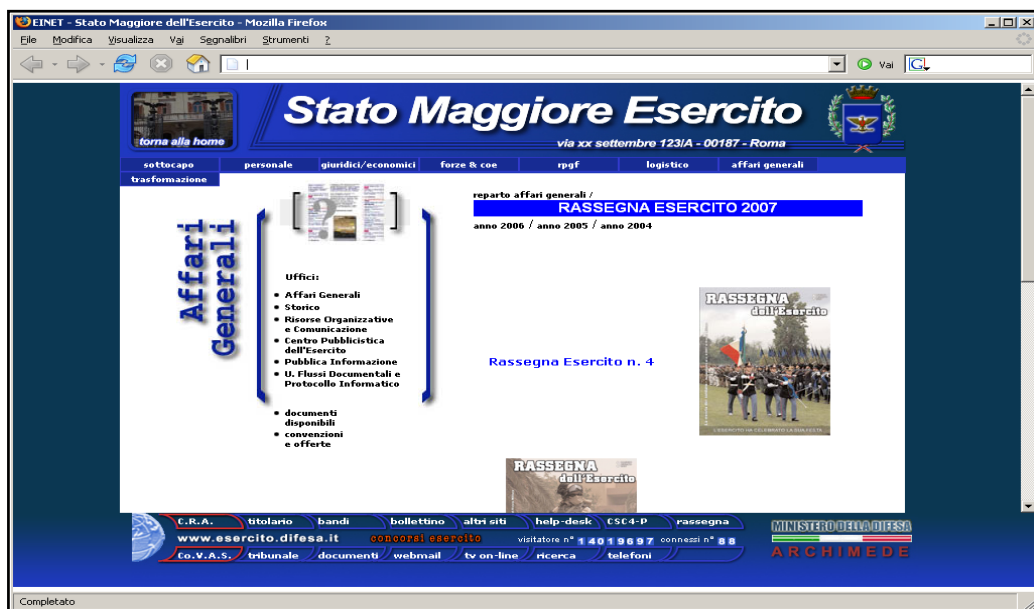 EINET - Stato Maggiore dell'Esercito - Mozilla Firefox
File Modifica Visualizza Vai Segnalibri Strumenti ?
Vai G
Stato Maggiore Esercito
torna alla home
via xx settembre 123/A - 00187 - Roma
sottocapo personale giuridici/economici forze & coe rpgf logistico affari generali
trasformazione
Affari
Generali
?
Uffici:
• Affari Generali
• Storico
• Risorse Organizzative
e Comunicazione
• Centro Pubblicistica
dell'Esercito
• Pubblica Informazione
• U. Flussi Documentali e
Protocollo Informatico
• documenti
disponibili
• convenzioni
e offerte
reparto affari generali /
RASSEGNA ESERCITO 2007
anno 2006 / anno 2005 / anno 2004
Rassegna Esercito n. 4
RASSEGNA
dell'Esercito
L'ESERCITO HA CELEBRATO LA SUA FESTA
RASSEGNA
dell'Esercito
C.R.A. titolario bandi bollettino altri siti help-desk CSC4-P rassegna
www.esercito.difesa.it concorsi esercito visitatore n° 14019697 connessi n° 88
Co.V.A.S. tribunale documenti webmail tv on-line ricerca telefoni
MINISTERO DELLA DIFESA
ARCHIMEDE
Completato